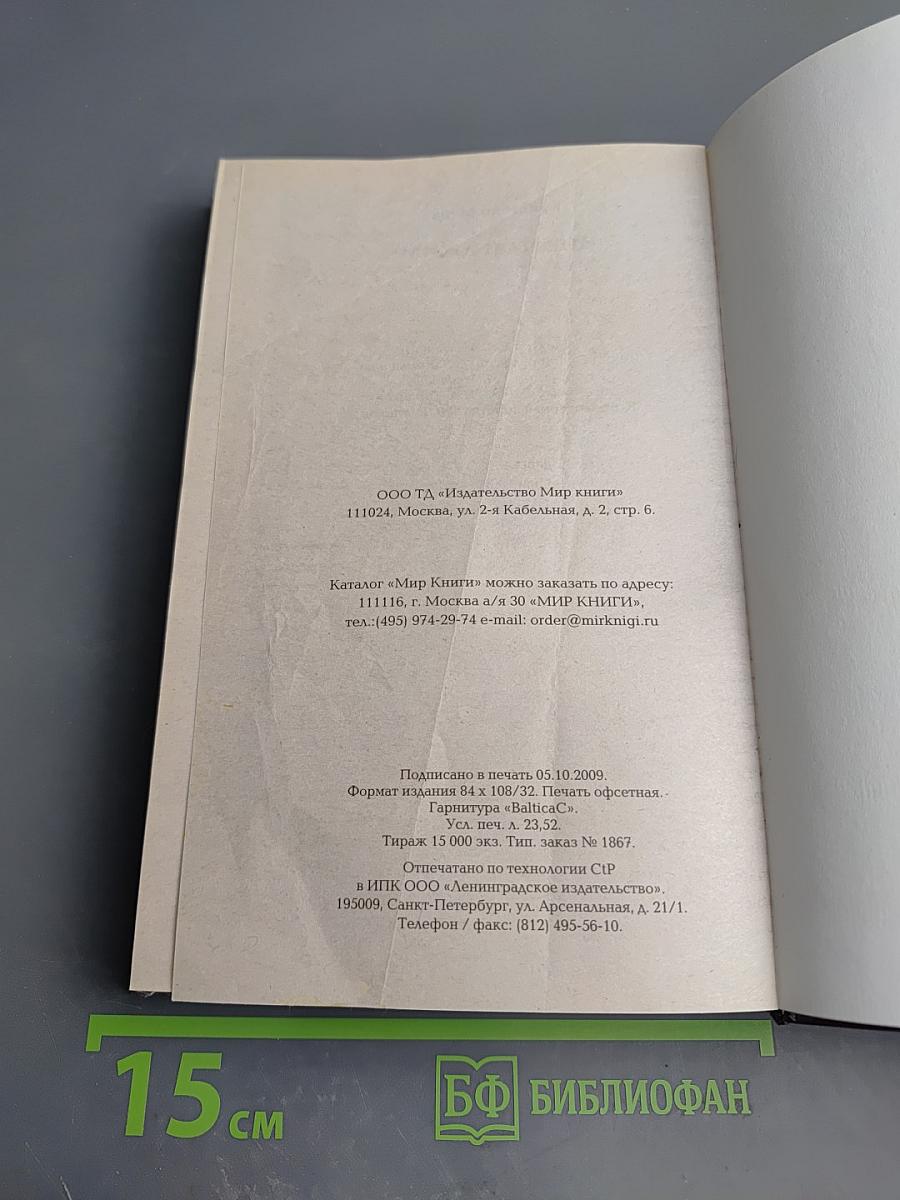 ООО ТД «Издательство Мир книги»
111024, Москва, ул. 2-я Кабельная, д. 2, стр. 6.
Каталог «Мир Книги» можно заказать по адресу:
111116, г. Москва а/я 30 «МИР КНИГИ»,
тел.:(495) 974-29-74 e-mail: order@mirknigi.ru
Подписано в печать 05.10.2009.
Формат издания 84 x 108/32. Печать офсетная.
Гарнитура «BalticaC».
Усл. печ. л. 23,52.
Тираж 15 000 экз. Тип. заказ № 1867.
Отпечатано по технологии CtP
в ИПК ООО «Ленинградское издательство».
195009, Санкт-Петербург, ул. Арсенальная, д. 21/1.
Телефон / факс: (812) 495-56-10.
15 см
БФ БИБЛИОФАН